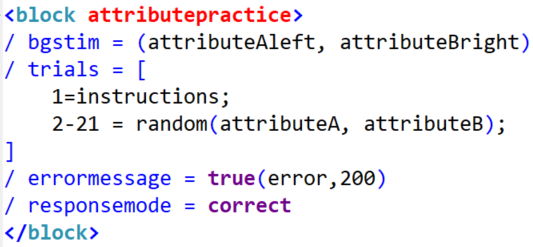 <block attributepractice>
/ bgstim = (attributeAleft, attributeBright)
/ trials = [
1=instructions;
2-21 = random(attributeA, attributeB);
]
/ errormessage = true(error,200)
/ responsemode = correct
</block>